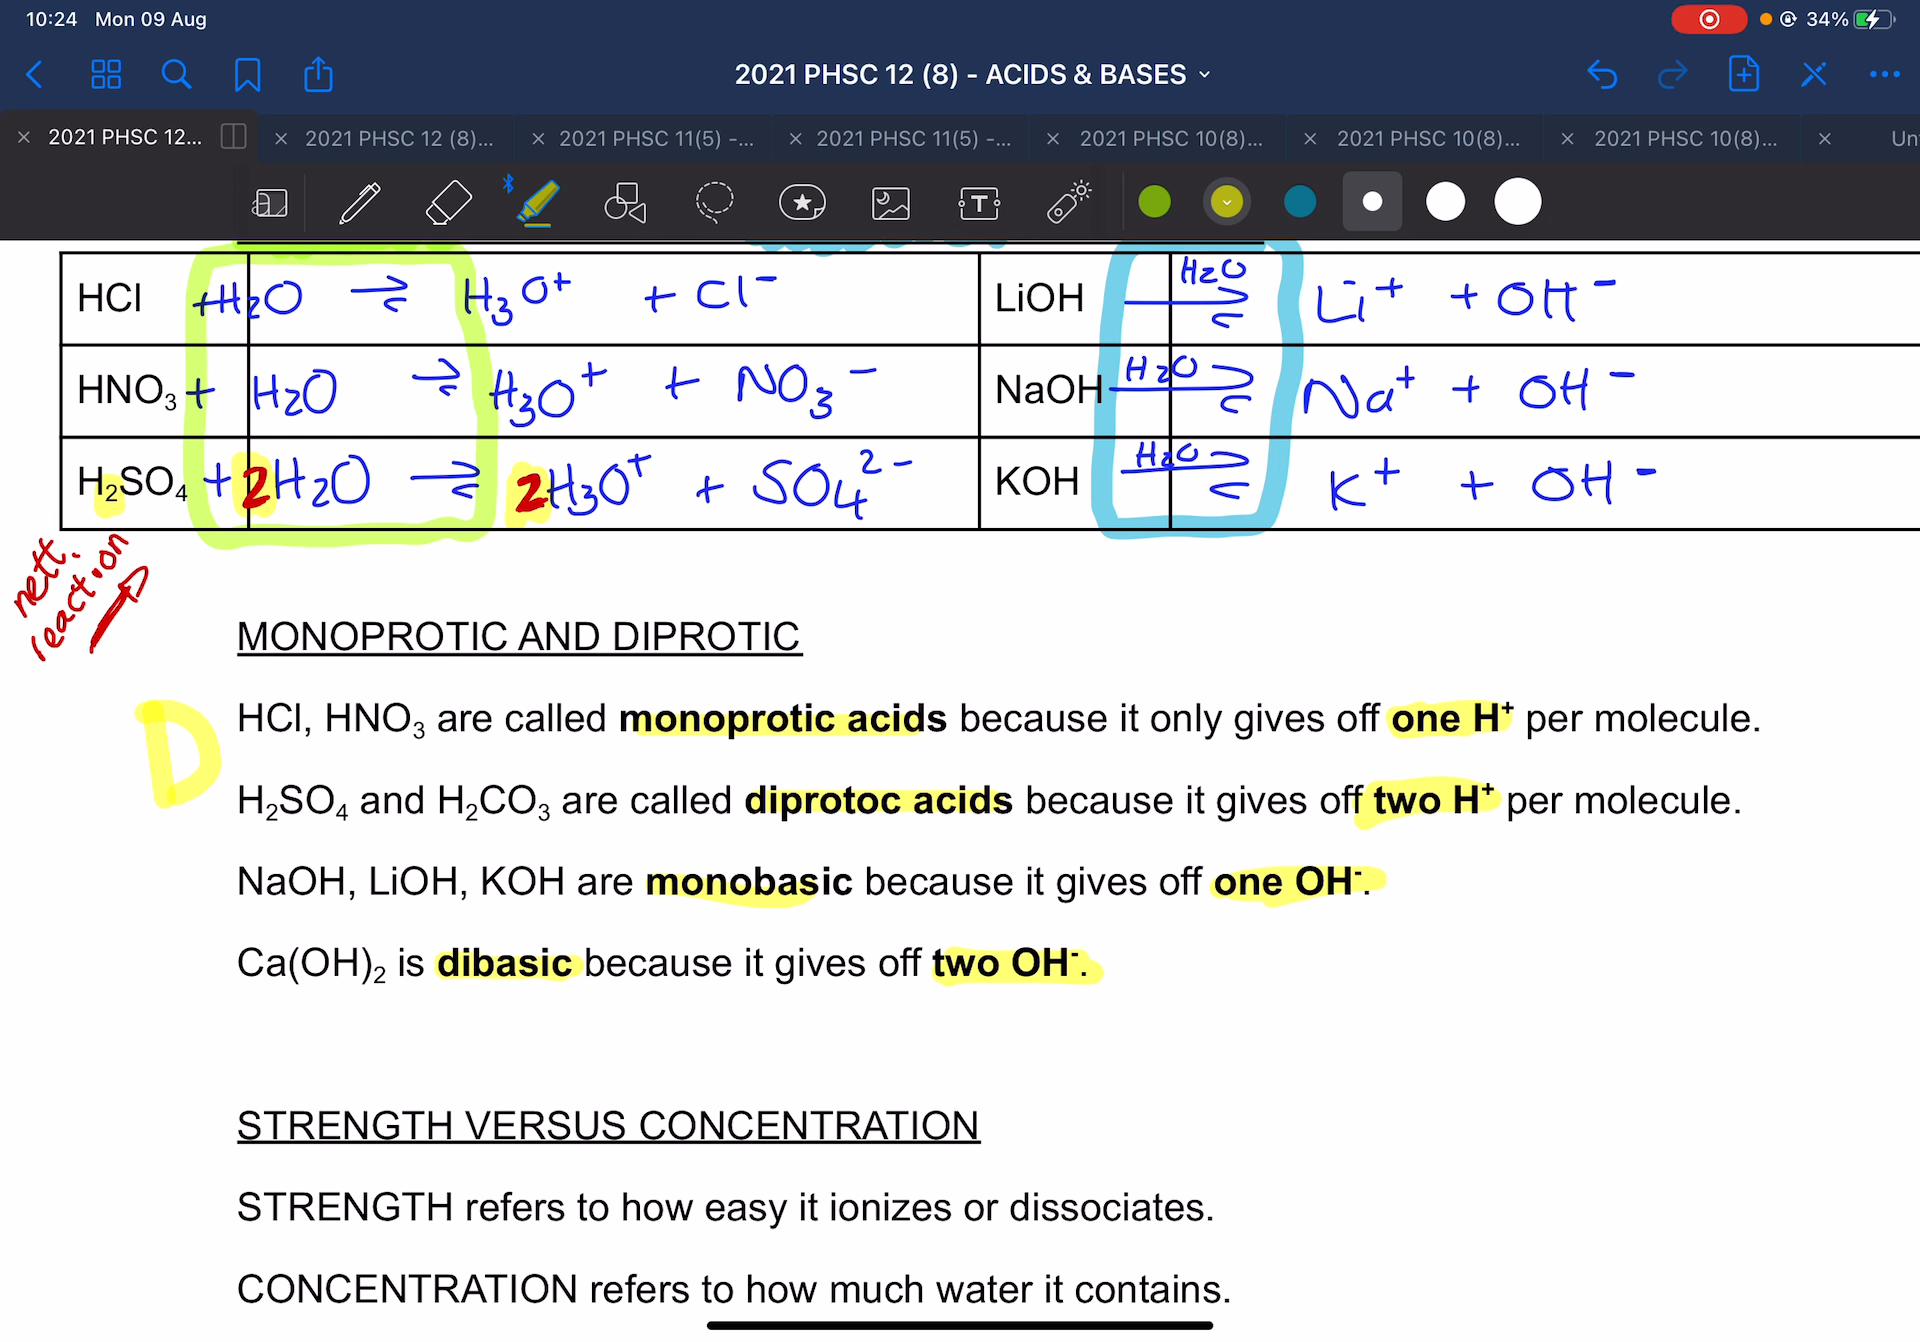 10:24 Mon 09 Aug 34%
2021 PHSC 12 (8) - ACIDS & BASES
2021 PHSC 12... 2021 PHSC 12 (8)... 2021 PHSC 11(5) -... 2021 PHSC 11(5) -... 2021 PHSC 10(8)... 2021 PHSC 10(8)... 2021 PHSC 10(8)... Un
HCl + H₂O ⇌ H₃O⁺ + Cl⁻ LiOH H₂O ⇌ Li⁺ + OH⁻
HNO₃ + H₂O ⇌ H₃O⁺ + NO₃⁻ NaOH H₂O ⇌ Na⁺ + OH⁻
H₂SO₄ + 2H₂O ⇌ 2H₃O⁺ + SO₄²⁻ KOH H₂O ⇌ K⁺ + OH⁻
nett.
reaction
MONOPROTIC AND DIPROTIC
D
HCl, HNO₃ are called monoprotic acids because it only gives off one H⁺ per molecule.
H₂SO₄ and H₂CO₃ are called diprotoc acids because it gives off two H⁺ per molecule.
NaOH, LiOH, KOH are monobasic because it gives off one OH⁻.
Ca(OH)₂ is dibasic because it gives off two OH⁻.
STRENGTH VERSUS CONCENTRATION
STRENGTH refers to how easy it ionizes or dissociates.
CONCENTRATION refers to how much water it contains.